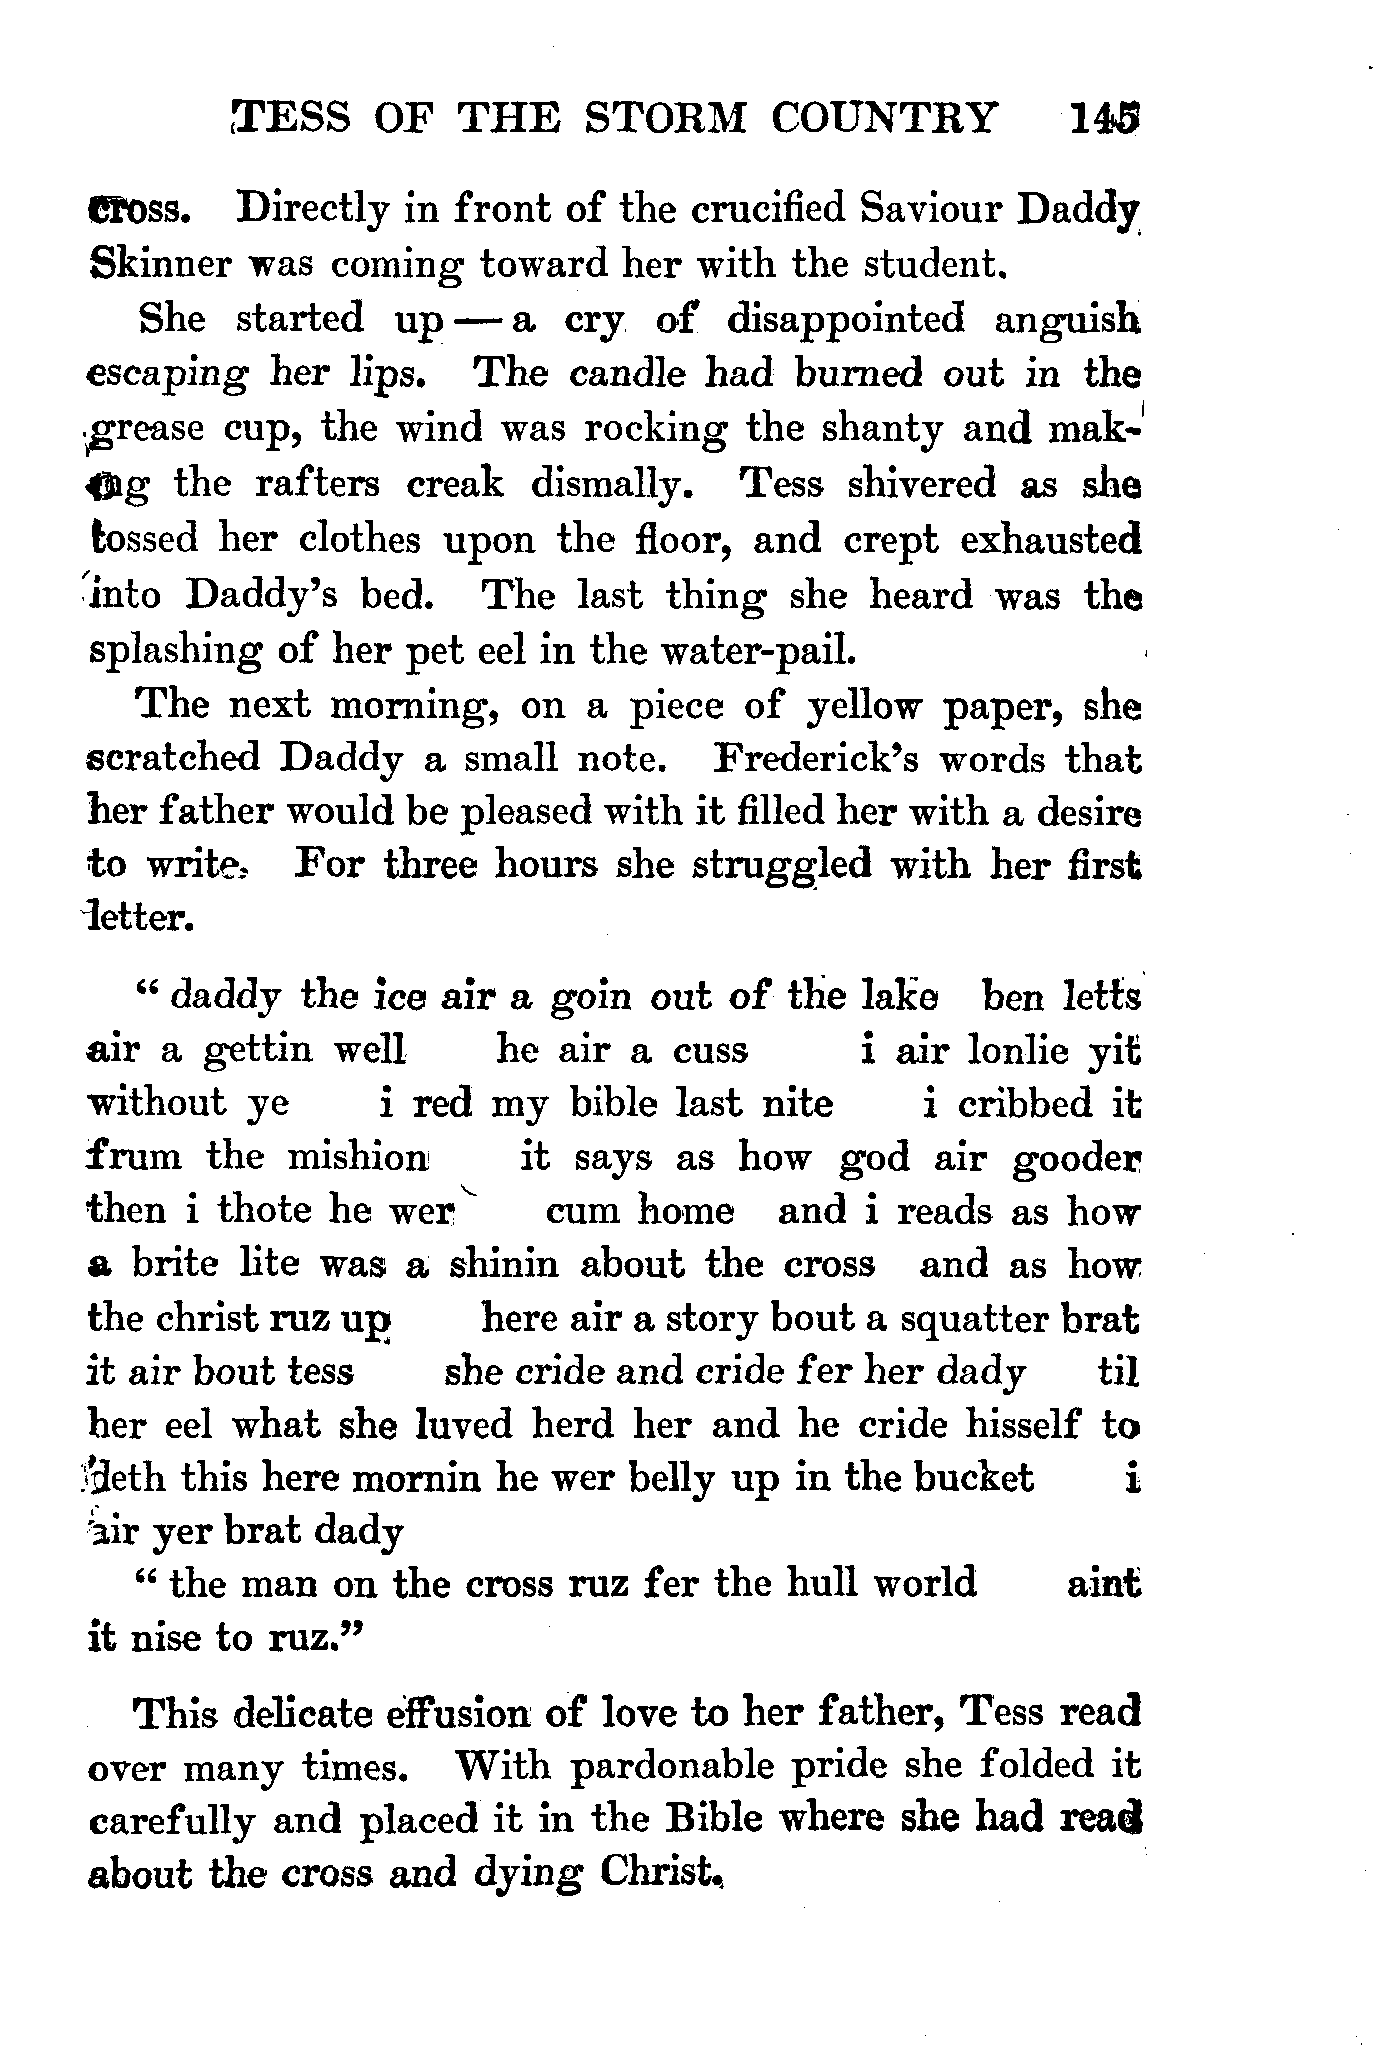 TESS OF THE STORM COUNTRY 145
cross. Directly in front of the crucified Saviour Daddy
Skinner was coming toward her with the student.
She started up — a cry of disappointed anguish
escaping her lips. The candle had burned out in the
grease cup, the wind was rocking the shanty and mak-
ing the rafters creak dismally. Tess shivered as she
tossed her clothes upon the floor, and crept exhausted
into Daddy's bed. The last thing she heard was the
splashing of her pet eel in the water-pail.
The next morning, on a piece of yellow paper, she
scratched Daddy a small note. Frederick's words that
her father would be pleased with it filled her with a desire
to write. For three hours she struggled with her first
letter.
“ daddy the ice air a goin out of the lake ben letts
air a gettin well he air a cuss i air lonlie yit
without ye i red my bible last nite i cribbed it
frum the mishion it says as how god air gooder
then i thote he wer cum home and i reads as how
a brite lite was a shinin about the cross and as how
the christ ruz up here air a story bout a squatter brat
it air bout tess she cride and cride fer her dady til
her eel what she luved herd her and he cride hisself to
deth this here mornin he wer belly up in the bucket i
air yer brat dady
“ the man on the cross ruz fer the hull world aint
it nise to ruz.”
This delicate effusion of love to her father, Tess read
over many times. With pardonable pride she folded it
carefully and placed it in the Bible where she had read
about the cross and dying Christ.